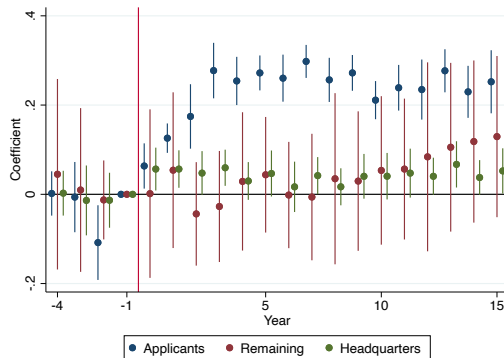 .4
.2
0
-.2
Coefficient
-4
-1
5
10
15
Year
Applicants
Remaining
Headquarters